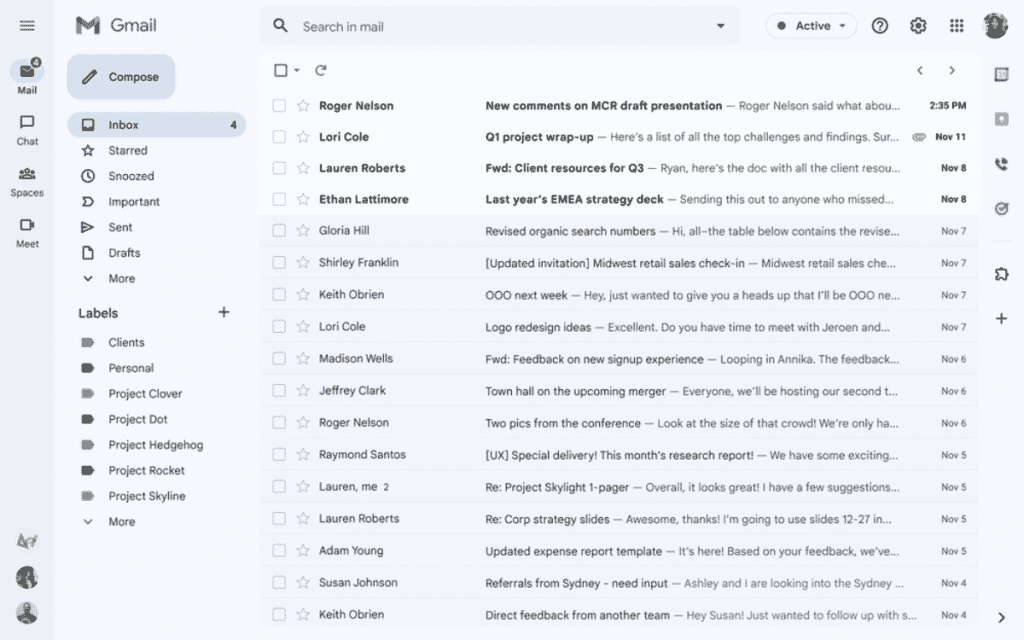 Gmail
Search in mail
Active
4
Mail
Chat
Spaces
Meet
Compose
Inbox 4
Starred
Snoozed
Important
Sent
Drafts
More
Labels
Clients
Personal
Project Clover
Project Dot
Project Hedgehog
Project Rocket
Project Skyline
More
Roger Nelson New comments on MCR draft presentation — Roger Nelson said what abou... 2:35 PM
Lori Cole Q1 project wrap-up — Here's a list of all the top challenges and findings. Sur... Nov 11
Lauren Roberts Fwd: Client resources for Q3 — Ryan, here's the doc with all the client resou... Nov 8
Ethan Lattimore Last year's EMEA strategy deck — Sending this out to anyone who missed... Nov 8
Gloria Hill Revised organic search numbers — Hi, all–the table below contains the revise... Nov 7
Shirley Franklin [Updated invitation] Midwest retail sales check-in — Midwest retail sales che... Nov 7
Keith Obrien OOO next week — Hey, just wanted to give you a heads up that I'll be OOO ne... Nov 7
Lori Cole Logo redesign ideas — Excellent. Do you have time to meet with Jeroen and... Nov 7
Madison Wells Fwd: Feedback on new signup experience — Looping in Annika. The feedback... Nov 6
Jeffrey Clark Town hall on the upcoming merger — Everyone, we'll be hosting our second t... Nov 6
Roger Nelson Two pics from the conference — Look at the size of that crowd! We're only ha... Nov 6
Raymond Santos [UX] Special delivery! This month's research report! — We have some exciting... Nov 5
Lauren, me 2 Re: Project Skylight 1-pager — Overall, it looks great! I have a few suggestions... Nov 5
Lauren Roberts Re: Corp strategy slides — Awesome, thanks! I'm going to use slides 12-27 in... Nov 5
Adam Young Updated expense report template — It's here! Based on your feedback, we've... Nov 5
Susan Johnson Referrals from Sydney - need input — Ashley and I are looking into the Sydney ... Nov 4
Keith Obrien Direct feedback from another team — Hey Susan! Just wanted to follow up with s... Nov 4